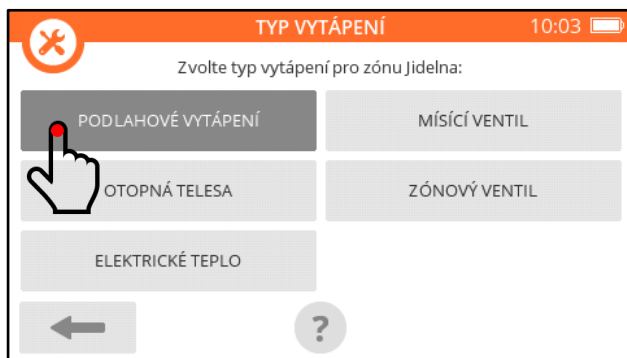 TYP VYTÁPENÍ 10:03
Zvolte typ vytápení pro zónu Jidelna:
PODLAHOVÉ VYTÁPENÍ MÍSÍCÍ VENTIL
OTOPNÁ TELESA ZÓNOVÝ VENTIL
ELEKTRICKÉ TEPLO
?